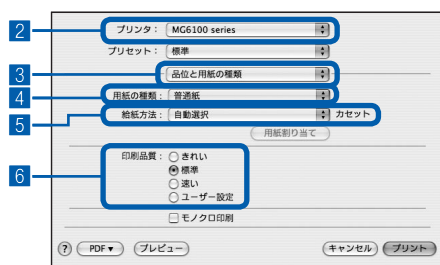 2 プリンタ： MG6100 series
プリセット： 標準
3 品位と用紙の種類
4 用紙の種類： 普通紙
5 給紙方法： 自動選択 カセット
用紙割り当て
印刷品質： きれい
6 標準
速い
ユーザー設定
モノクロ印刷
? PDF▼ プレビュー キャンセル プリント